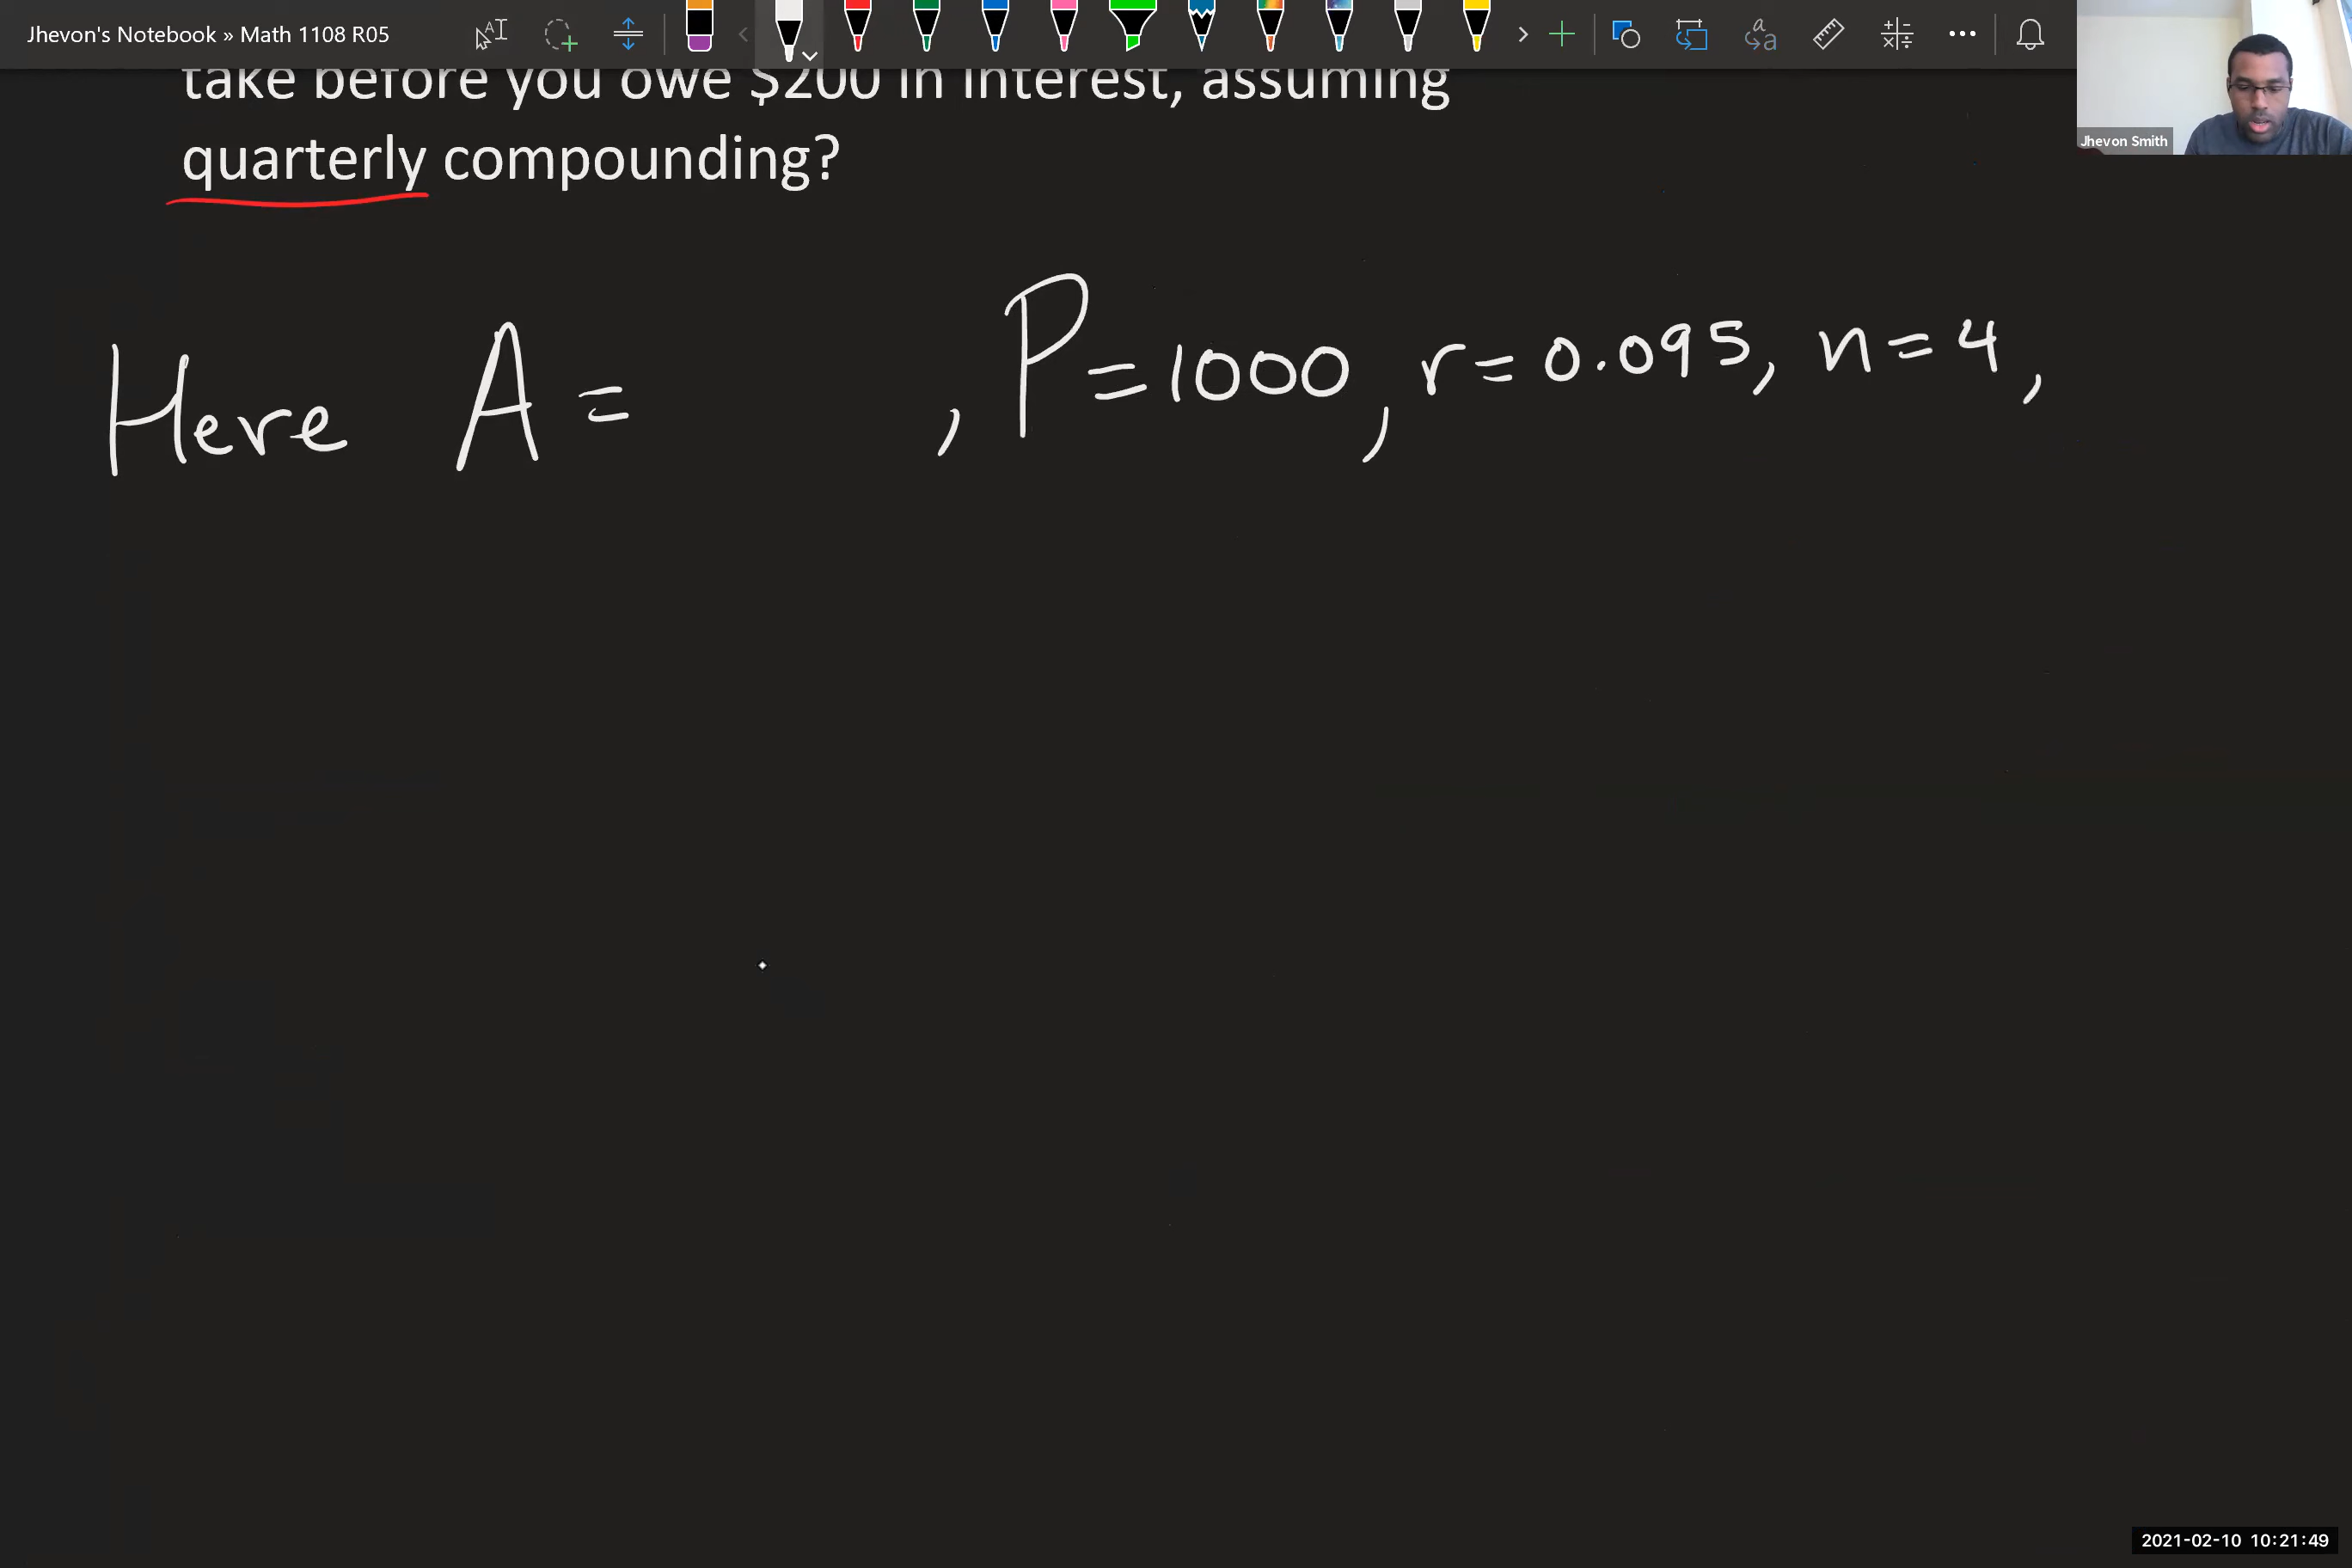 Jhevon's Notebook » Math 1108 R05
take before you owe $200 in interest, assuming
quarterly compounding?
Here A = , P = 1000, r = 0.095, n = 4,
Jhevon Smith
2021-02-10 10:21:49